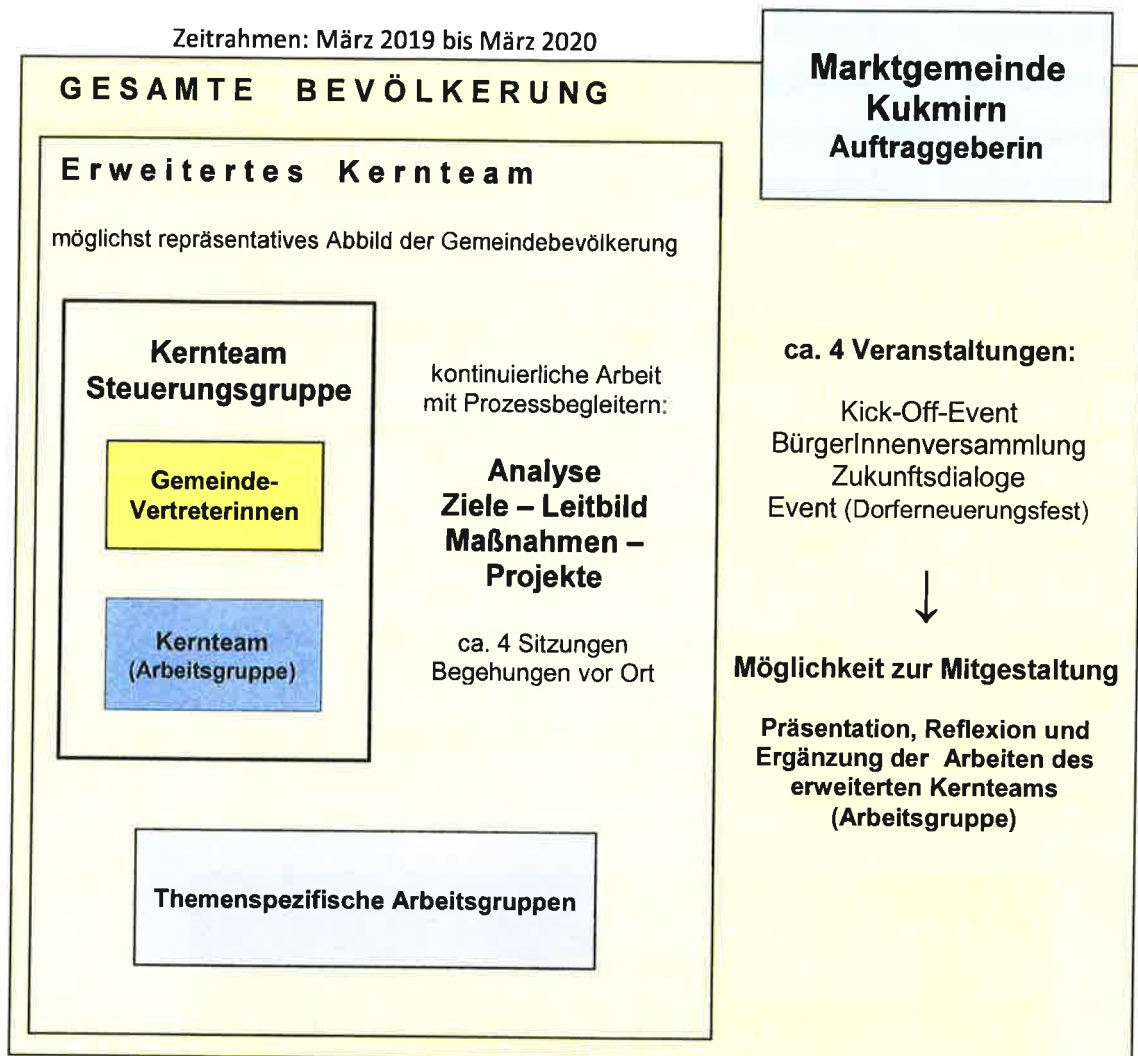 Zeitrahmen: März 2019 bis März 2020
Marktgemeinde
Kukmirn
Auftraggeberin
GESAMTE BEVÖLKERUNG
Erweitertes Kernteam
möglichst repräsentatives Abbild der Gemeindebevölkerung
Kernteam
Steuerungsgruppe
Gemeinde-
Vertreterinnen
Kernteam
(Arbeitsgruppe)
kontinuierliche Arbeit
mit Prozessbegleitern:
Analyse
Ziele – Leitbild
Maßnahmen –
Projekte
ca. 4 Sitzungen
Begehungen vor Ort
Themenspezifische Arbeitsgruppen
ca. 4 Veranstaltungen:
Kick-Off-Event
BürgerInnenversammlung
Zukunftsdialoge
Event (Dorferneuerungsfest)
Möglichkeit zur Mitgestaltung
Präsentation, Reflexion und
Ergänzung der Arbeiten des
erweiterten Kernteams
(Arbeitsgruppe)